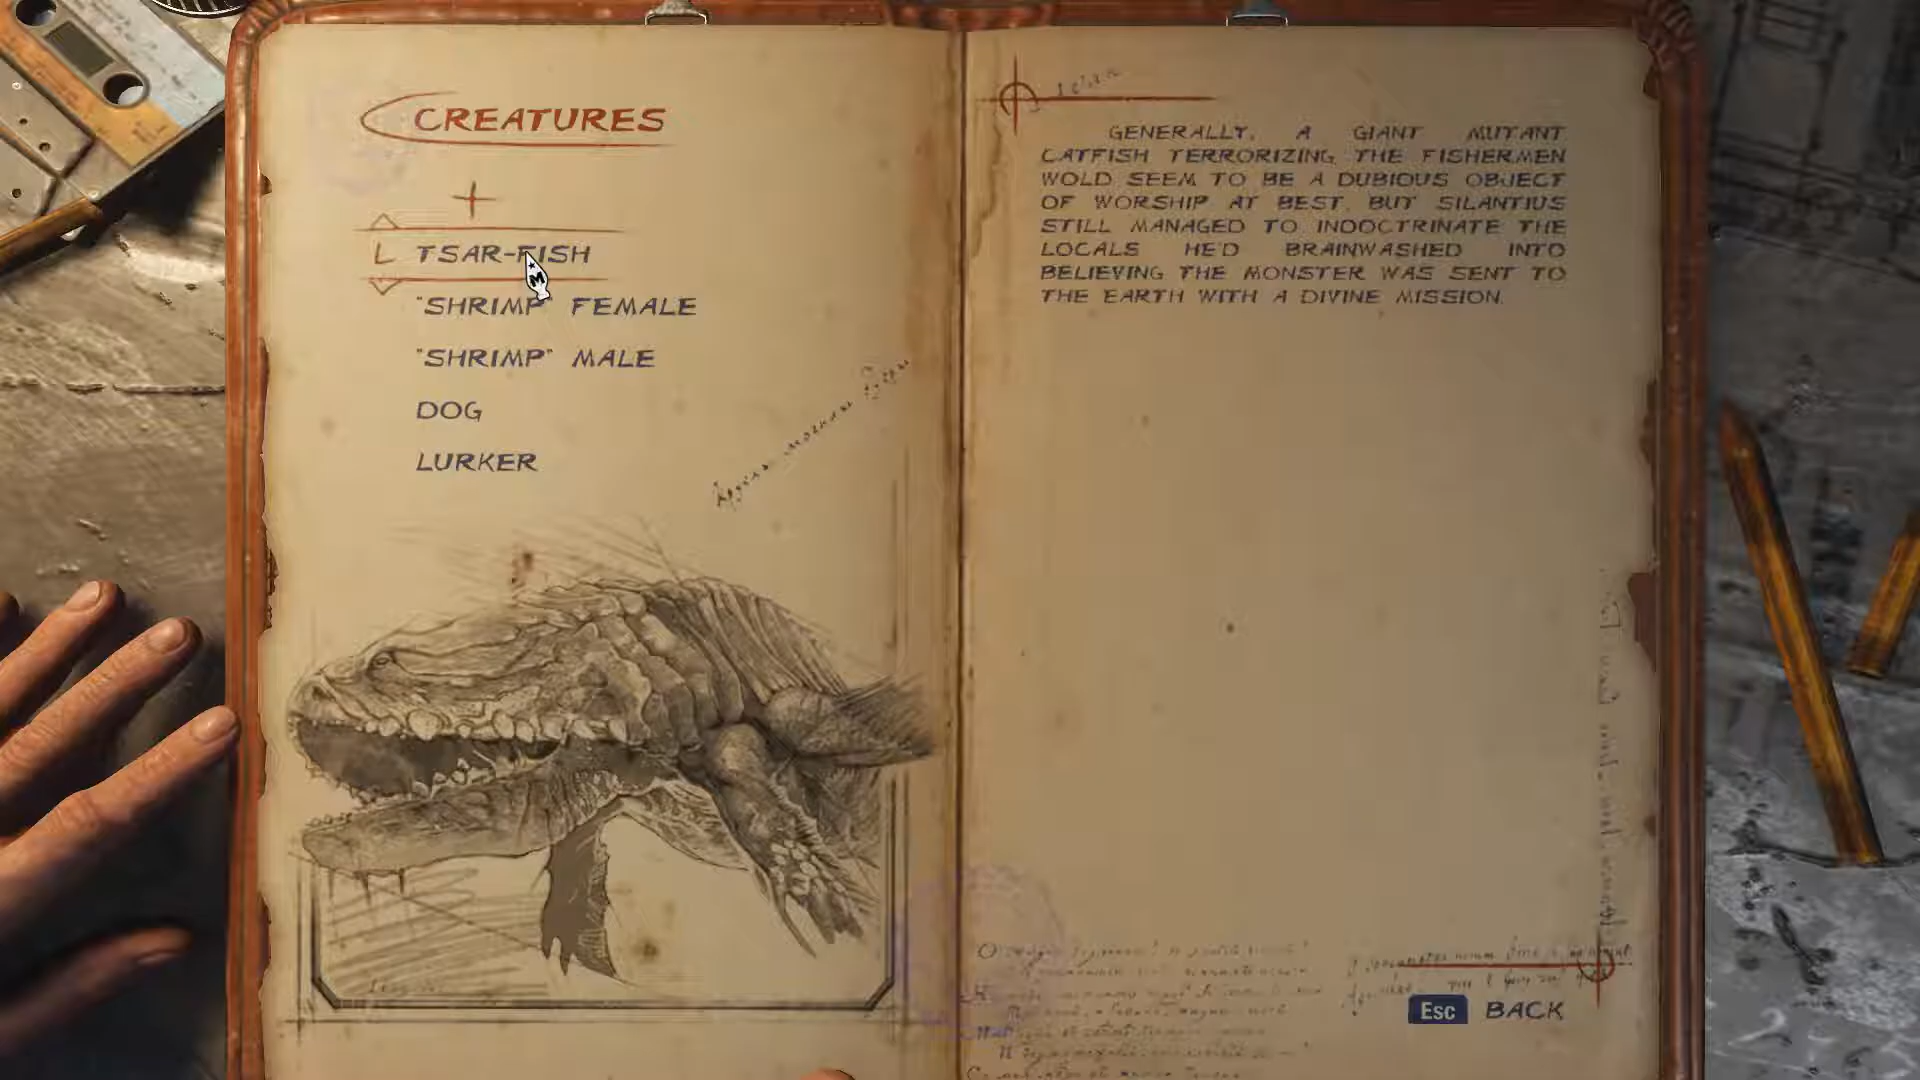 CREATURES
TSAR-FISH
"SHRIMP" FEMALE
"SHRIMP" MALE
DOG
LURKER
GENERALLY, A GIANT MUTANT
CATFISH TERRORIZING THE FISHERMEN
WOLD SEEM TO BE A DUBIOUS OBJECT
OF WORSHIP AT BEST, BUT SILANTIUS
STILL MANAGED TO INDOCTRINATE THE
LOCALS HE'D BRAINWASHED INTO
BELIEVING THE MONSTER WAS SENT TO
THE EARTH WITH A DIVINE MISSION.
Esc BACK